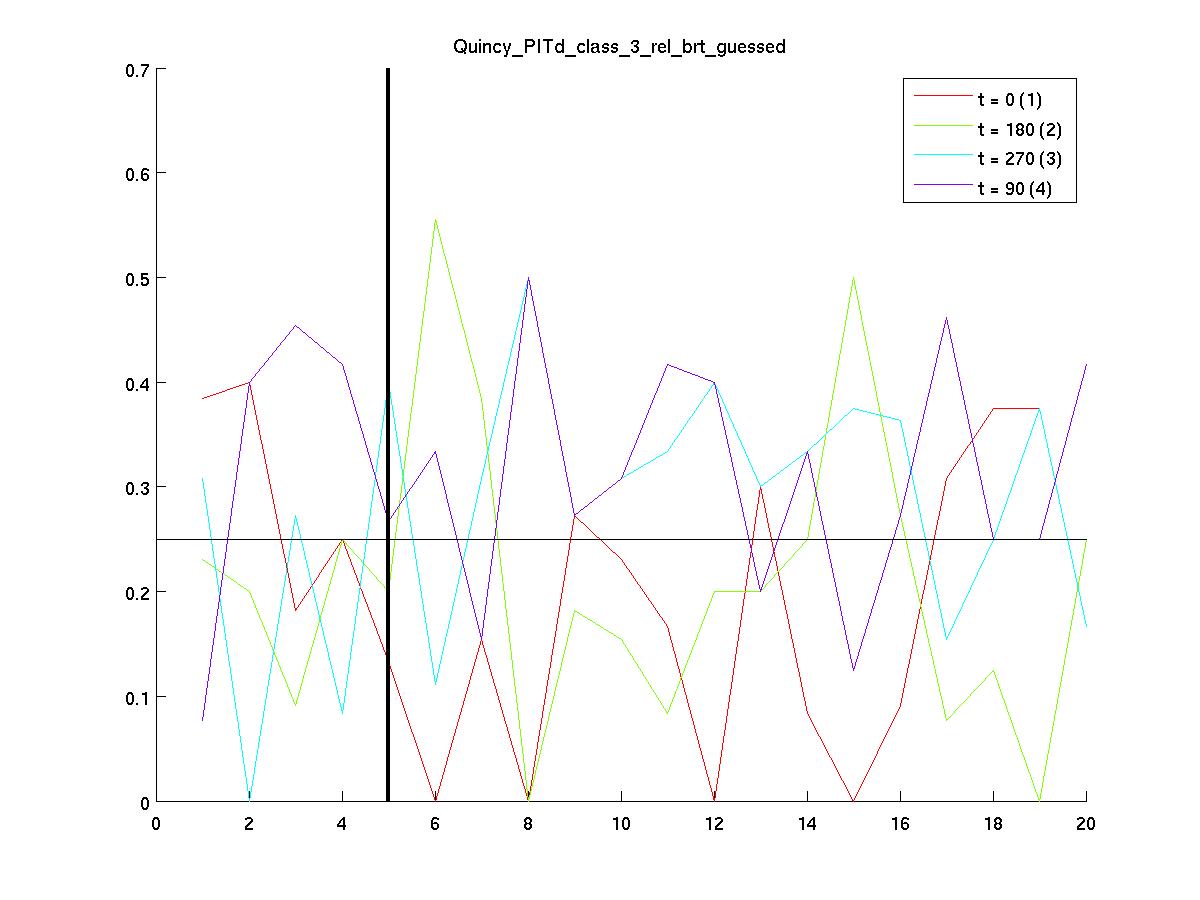 Quincy_PITd_class_3_rel_brt_guessed
0.7
0.6
0.5
0.4
0.3
0.2
0.1
0
0 2 4 6 8 10 12 14 16 18 20
t = 0 (1)
t = 180 (2)
t = 270 (3)
t = 90 (4)